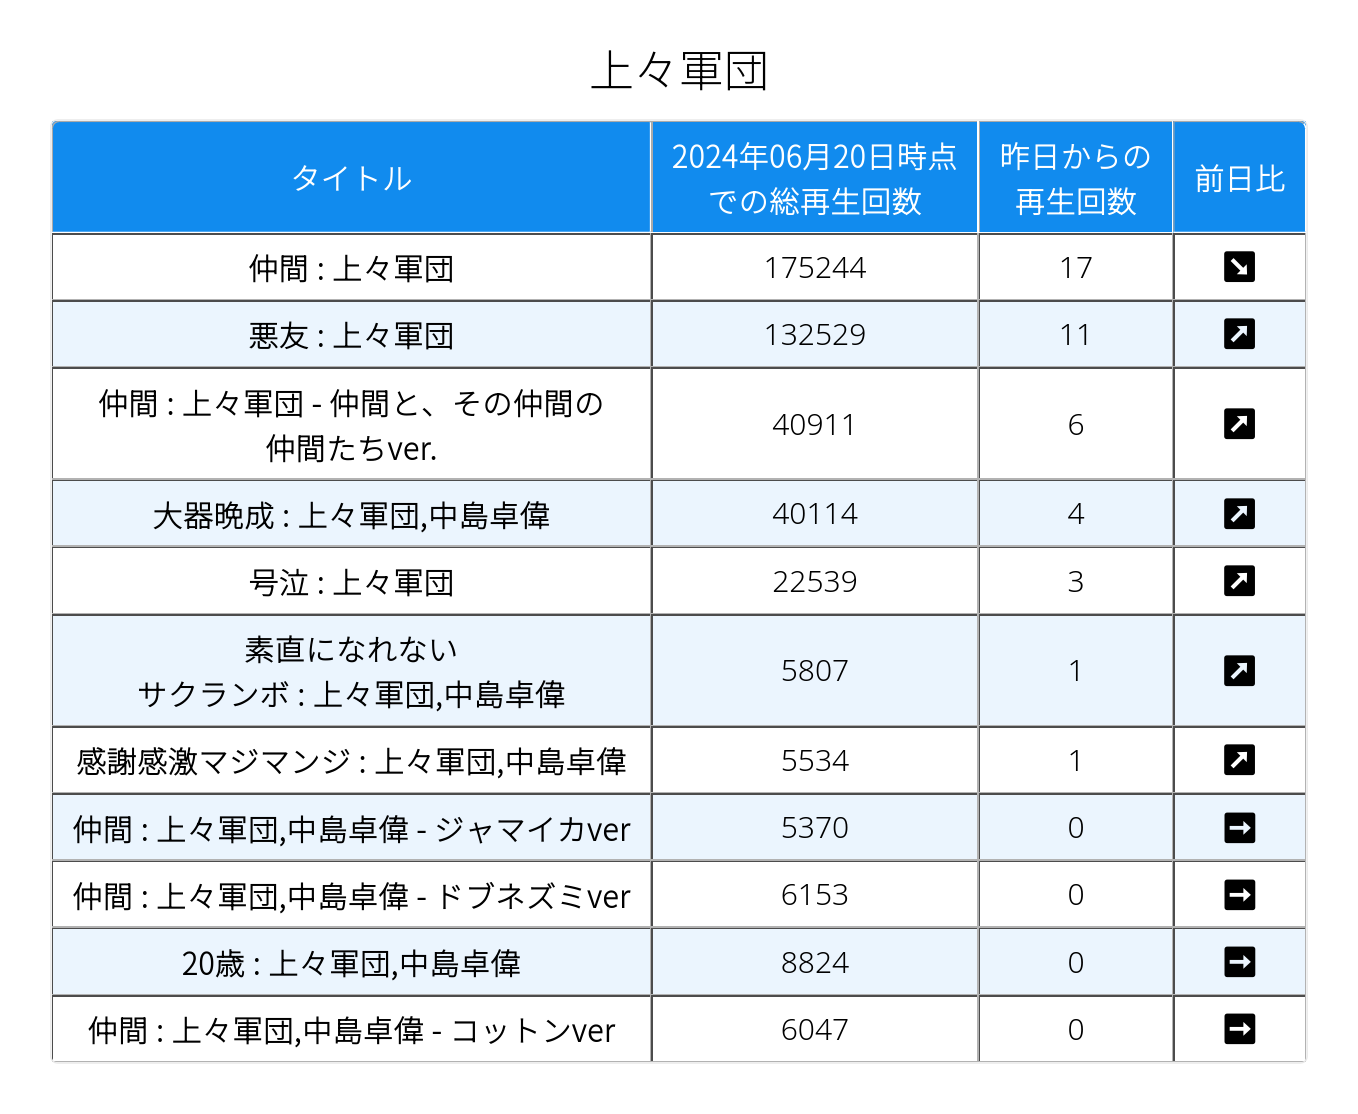 上々軍団
タイトル
2024年06月20日時点
での総再生回数
昨日からの
再生回数
前日比
仲間 : 上々軍団
175244
17
悪友 : 上々軍団
132529
11
仲間 : 上々軍団 - 仲間と、その仲間の
仲間たちver.
40911
6
大器晩成 : 上々軍団,中島卓偉
40114
4
号泣 : 上々軍団
22539
3
素直になれない
サクランボ : 上々軍団,中島卓偉
5807
1
感謝感激マジマンジ : 上々軍団,中島卓偉
5534
1
仲間 : 上々軍団,中島卓偉 - ジャマイカver
5370
0
仲間 : 上々軍団,中島卓偉 - ドブネズミver
6153
0
20歳 : 上々軍団,中島卓偉
8824
0
仲間 : 上々軍団,中島卓偉 - コットンver
6047
0